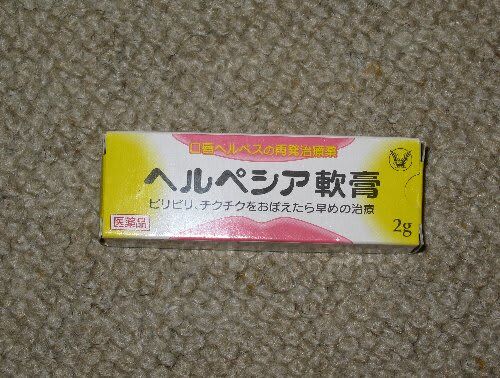 口唇ヘルペスの再発治療薬
ヘルペシア軟膏
ピリピリ、チクチクをおぼえたら早めの治療
医薬品
2g